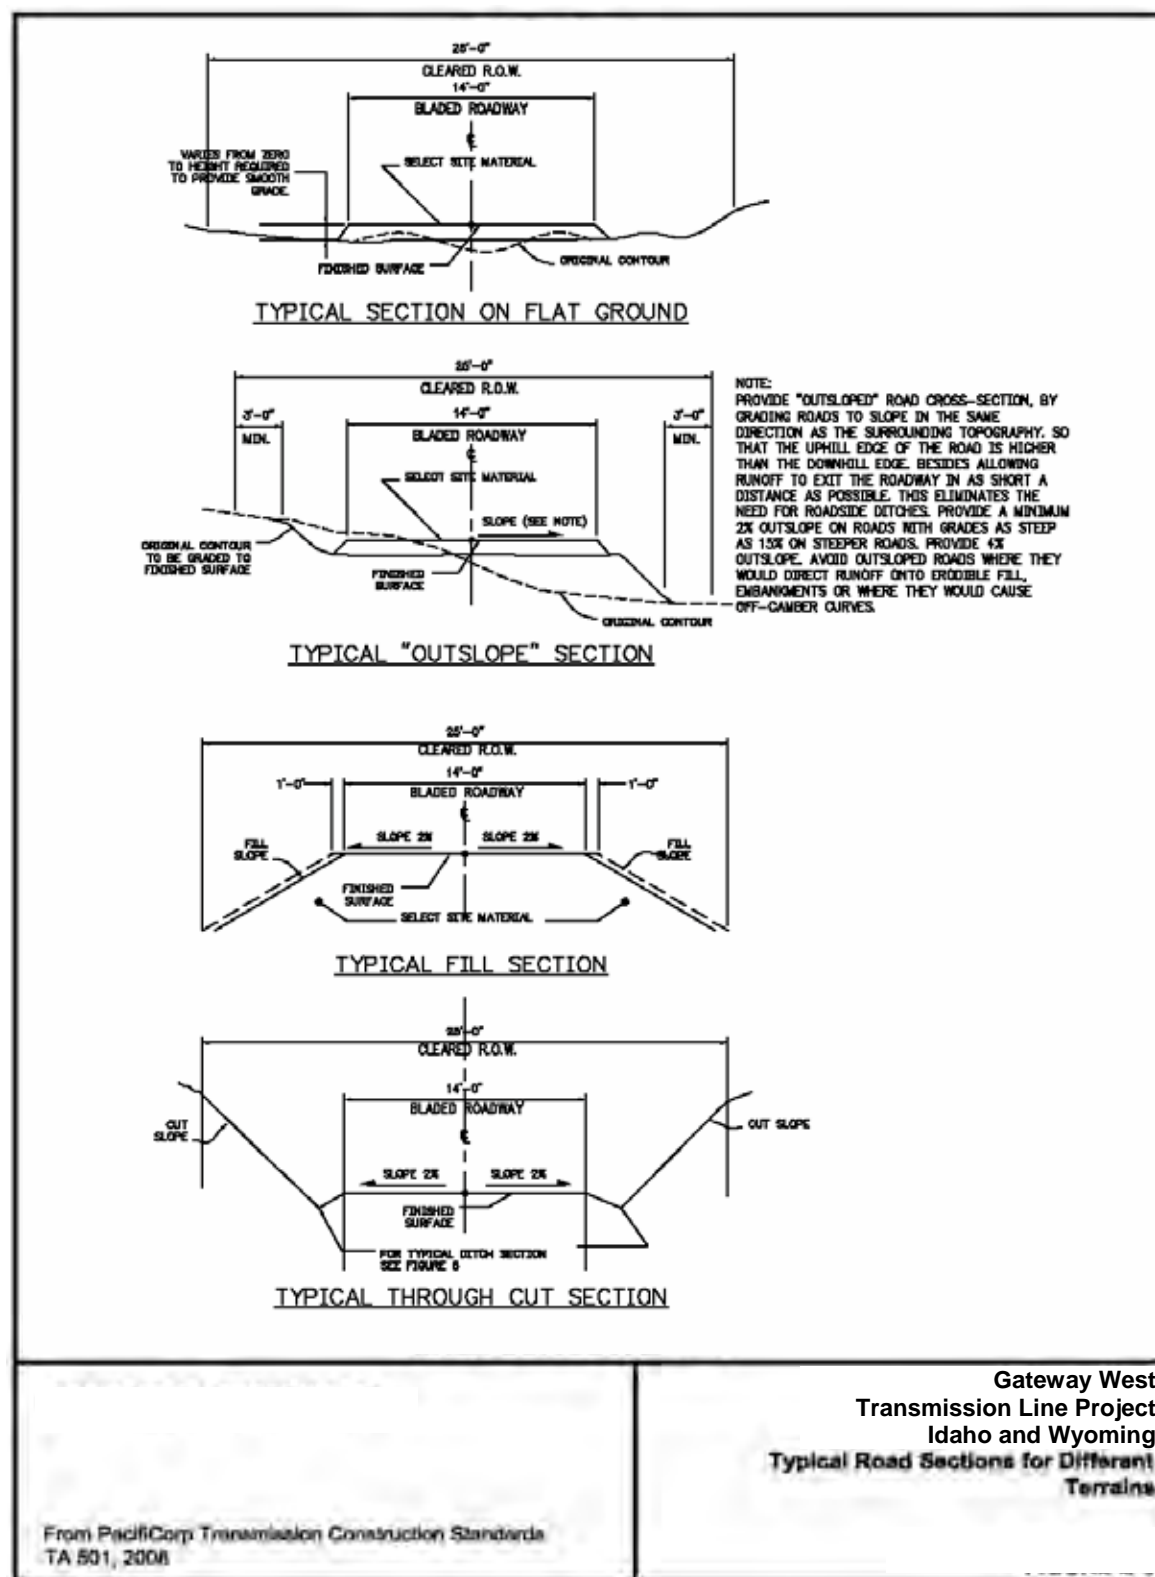 25'-0"
CLEARED R.O.W.
14'-0"
BLADED ROADWAY
℄
VARIES FROM ZERO
TO HEIGHT REQUIRED
TO PROVIDE SMOOTH
GRADE.
SELECT SITE MATERIAL
FINISHED SURFACE
ORIGINAL CONTOUR
TYPICAL SECTION ON FLAT GROUND
25'-0"
CLEARED R.O.W.
3'-0"
MIN.
14'-0"
BLADED ROADWAY
℄
3'-0"
MIN.
SELECT SITE MATERIAL
SLOPE (SEE NOTE)
ORIGINAL CONTOUR
TO BE GRADED TO
FINISHED SURFACE
FINISHED
SURFACE
ORIGINAL CONTOUR
TYPICAL "OUTSLOPE" SECTION
NOTE:
PROVIDE "OUTSLOPED" ROAD CROSS-SECTION, BY
GRADING ROADS TO SLOPE IN THE SAME
DIRECTION AS THE SURROUNDING TOPOGRAPHY. SO
THAT THE UPHILL EDGE OF THE ROAD IS HIGHER
THAN THE DOWNHILL EDGE. BESIDES ALLOWING
RUNOFF TO EXIT THE ROADWAY IN AS SHORT A
DISTANCE AS POSSIBLE. THIS ELIMINATES THE
NEED FOR ROADSIDE DITCHES. PROVIDE A MINIMUM
2% OUTSLOPE ON ROADS WITH GRADES AS STEEP
AS 15% ON STEEPER ROADS. PROVIDE 4%
OUTSLOPE. AVOID OUTSLOPED ROADS WHERE THEY
WOULD DIRECT RUNOFF ONTO ERODIBLE FILL,
EMBANKMENTS OR WHERE THEY WOULD CAUSE
OFF-CAMBER CURVES.
25'-0"
CLEARED R.O.W.
1'-0"
14'-0"
BLADED ROADWAY
1'-0"
℄
FILL
SLOPE
SLOPE 2%
SLOPE 2%
FILL
SLOPE
FINISHED
SURFACE
SELECT SITE MATERIAL
TYPICAL FILL SECTION
25'-0"
CLEARED R.O.W.
14'-0"
BLADED ROADWAY
℄
CUT
SLOPE
CUT SLOPE
SLOPE 2%
SLOPE 2%
FINISHED
SURFACE
FOR TYPICAL DITCH SECTION
SEE FIGURE
TYPICAL THROUGH CUT SECTION
From PacifiCorp Transmission Construction Standards
TA 501, 2008
Gateway West
Transmission Line Project
Idaho and Wyoming
Typical Road Sections for Different
Terrains